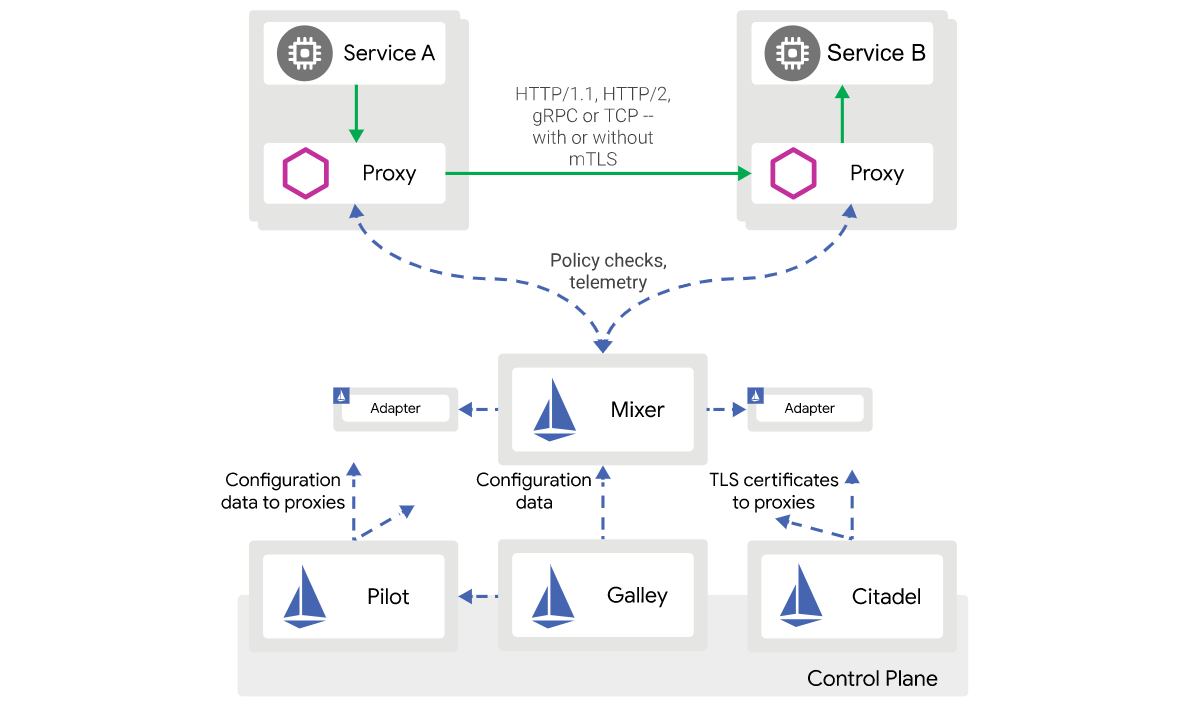 Service A
Service B
HTTP/1.1, HTTP/2,
gRPC or TCP --
with or without
mTLS
Proxy
Proxy
Policy checks,
telemetry
Adapter
Mixer
Adapter
Configuration
data to proxies
Configuration
data
TLS certificates
to proxies
Pilot
Galley
Citadel
Control Plane